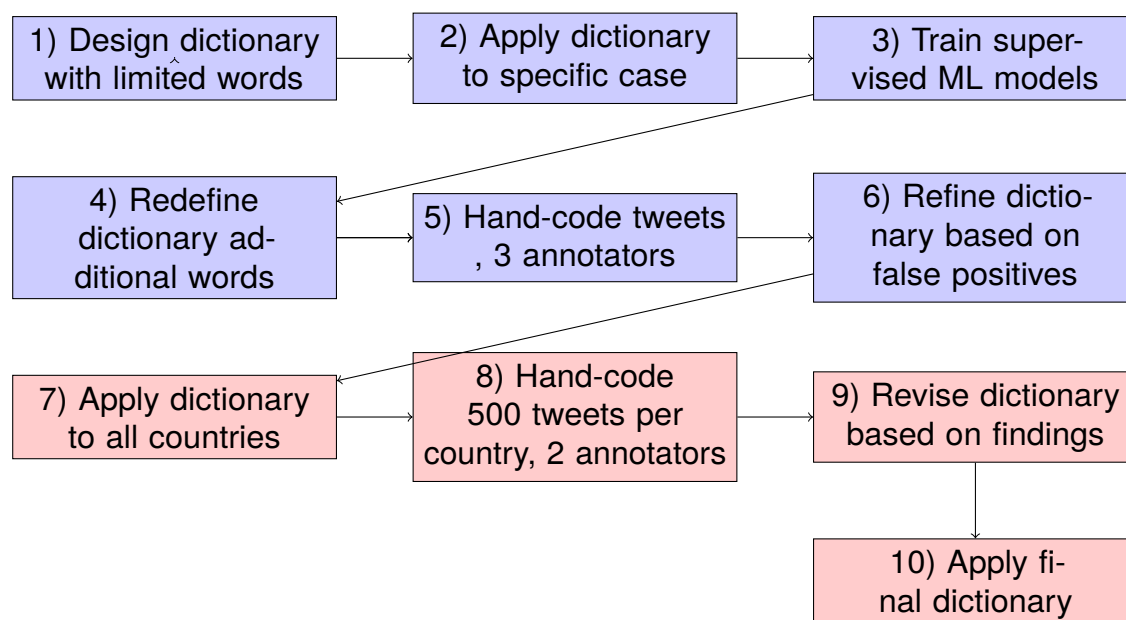 1) Design dictionary
with limited words
2) Apply dictionary
to specific case
3) Train super-
vised ML models
4) Redefine
dictionary ad-
ditional words
5) Hand-code tweets
, 3 annotators
6) Refine dictio-
nary based on
false positives
7) Apply dictionary
to all countries
8) Hand-code
500 tweets per
country, 2 annotators
9) Revise dictionary
based on findings
10) Apply fi-
nal dictionary